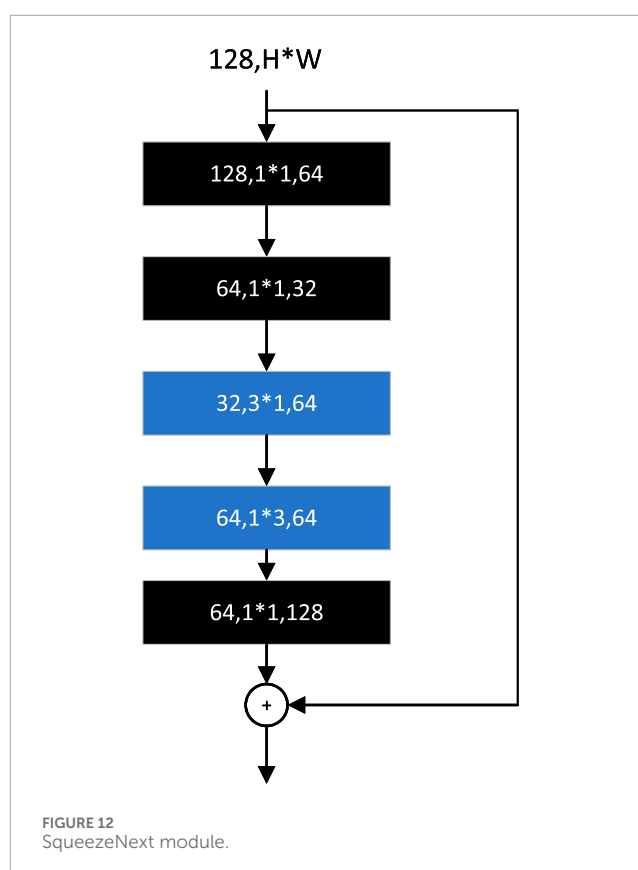 128,H*W
128,1*1,64
64,1*1,32
32,3*1,64
64,1*3,64
64,1*1,128
+
FIGURE 12
SqueezeNext module.